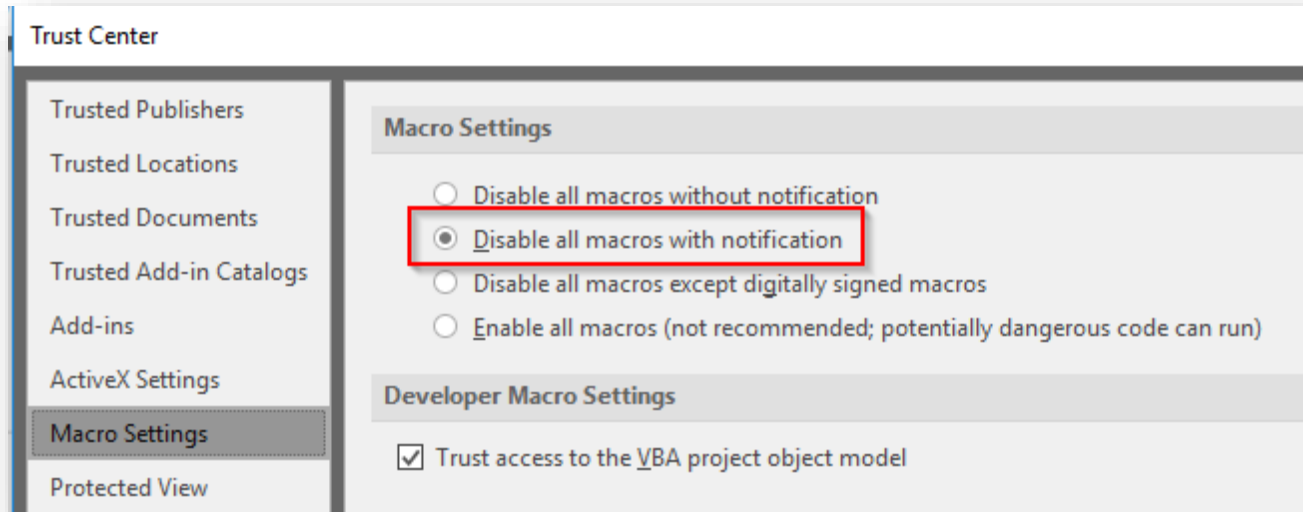 Trust Center
Trusted Publishers
Trusted Locations
Trusted Documents
Trusted Add-in Catalogs
Add-ins
ActiveX Settings
Macro Settings
Protected View
Macro Settings
Disable all macros without notification
Disable all macros with notification
Disable all macros except digitally signed macros
Enable all macros (not recommended; potentially dangerous code can run)
Developer Macro Settings
Trust access to the VBA project object model